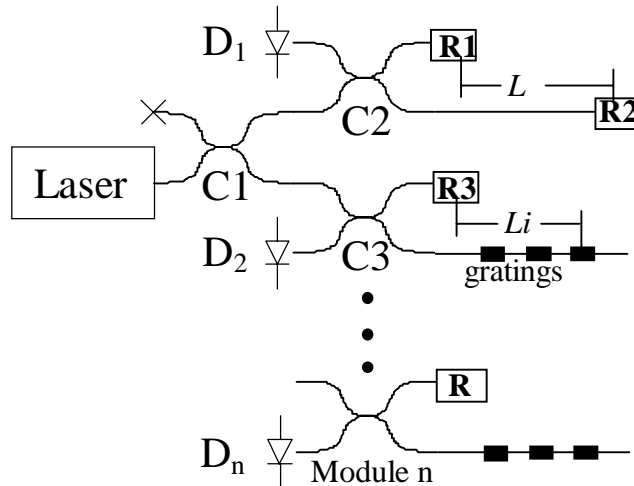 D1
R1
L
R2
C2
Laser
C1
R3
Li
D2
C3
gratings
R
Dn
Module n